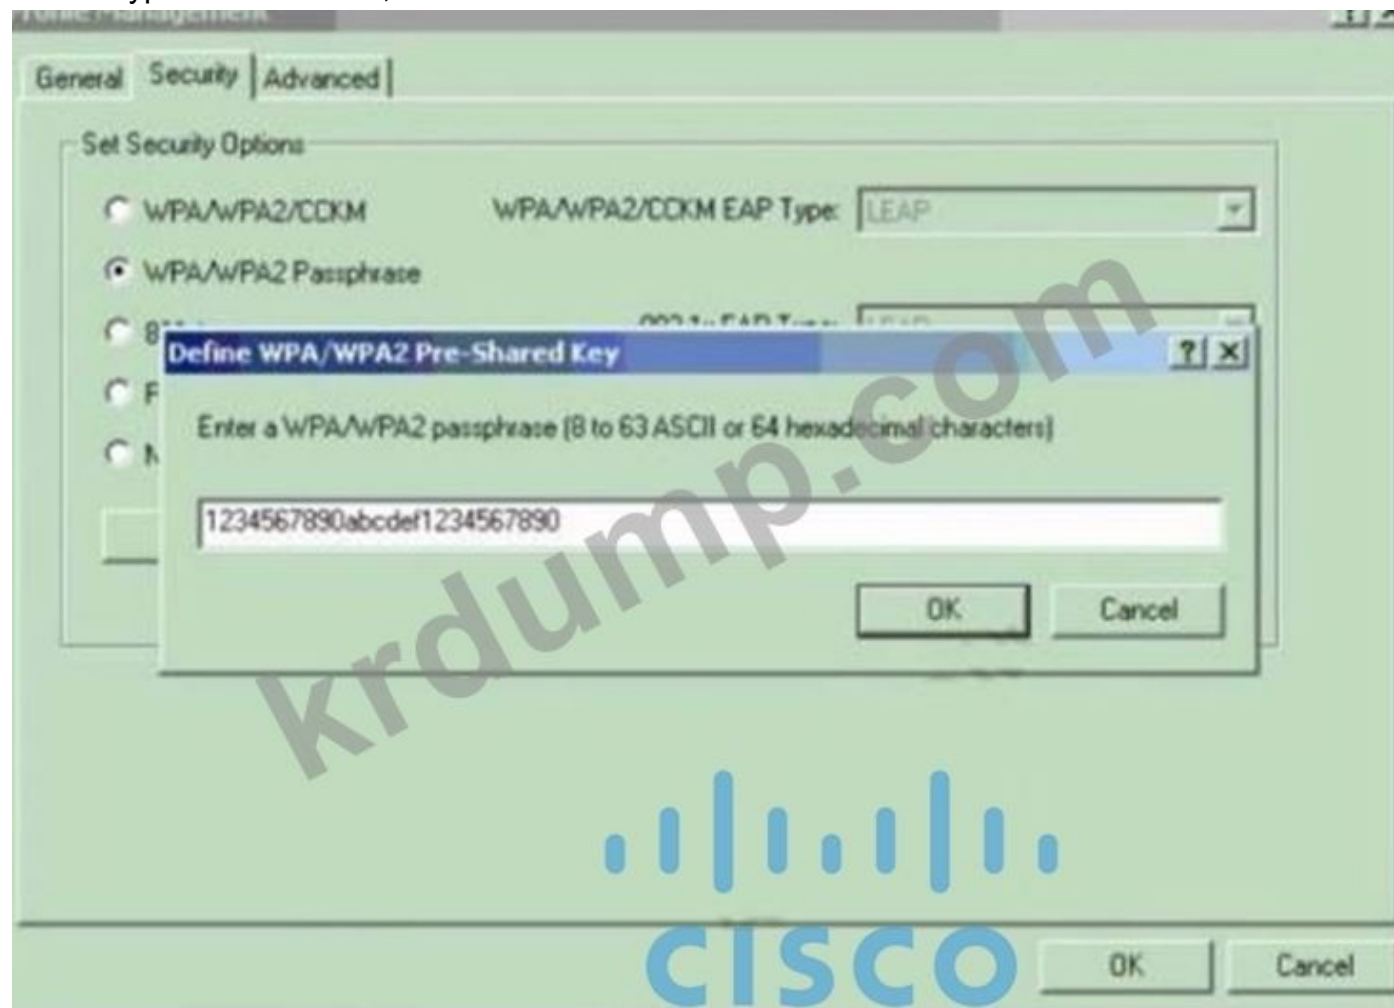 Profile Management
General Security Advanced
Set Security Options
WPA/WPA2/CCKM WPA/WPA2/CCKM EAP Type: LEAP
WPA/WPA2 Passphrase
Define WPA/WPA2 Pre-Shared Key
Enter a WPA/WPA2 passphrase (8 to 63 ASCII or 64 hexadecimal characters)
1234567890abcdef1234567890
OK Cancel
krdump.com
CISCO
OK Cancel